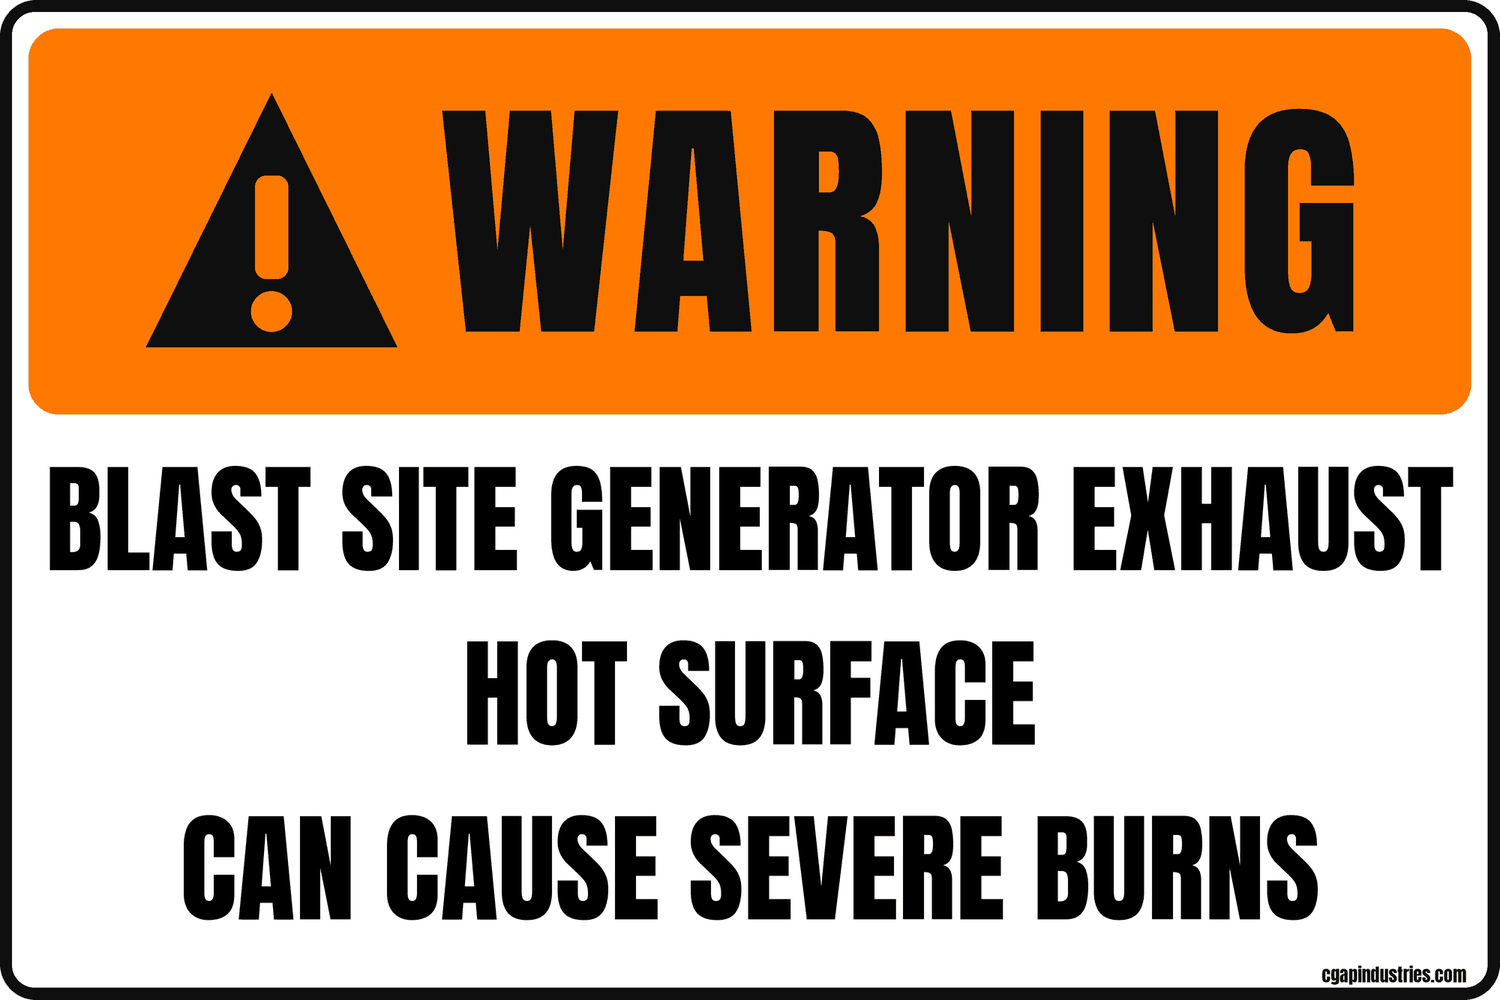 WARNING
BLAST SITE GENERATOR EXHAUST
HOT SURFACE
CAN CAUSE SEVERE BURNS
cgapindustries.com